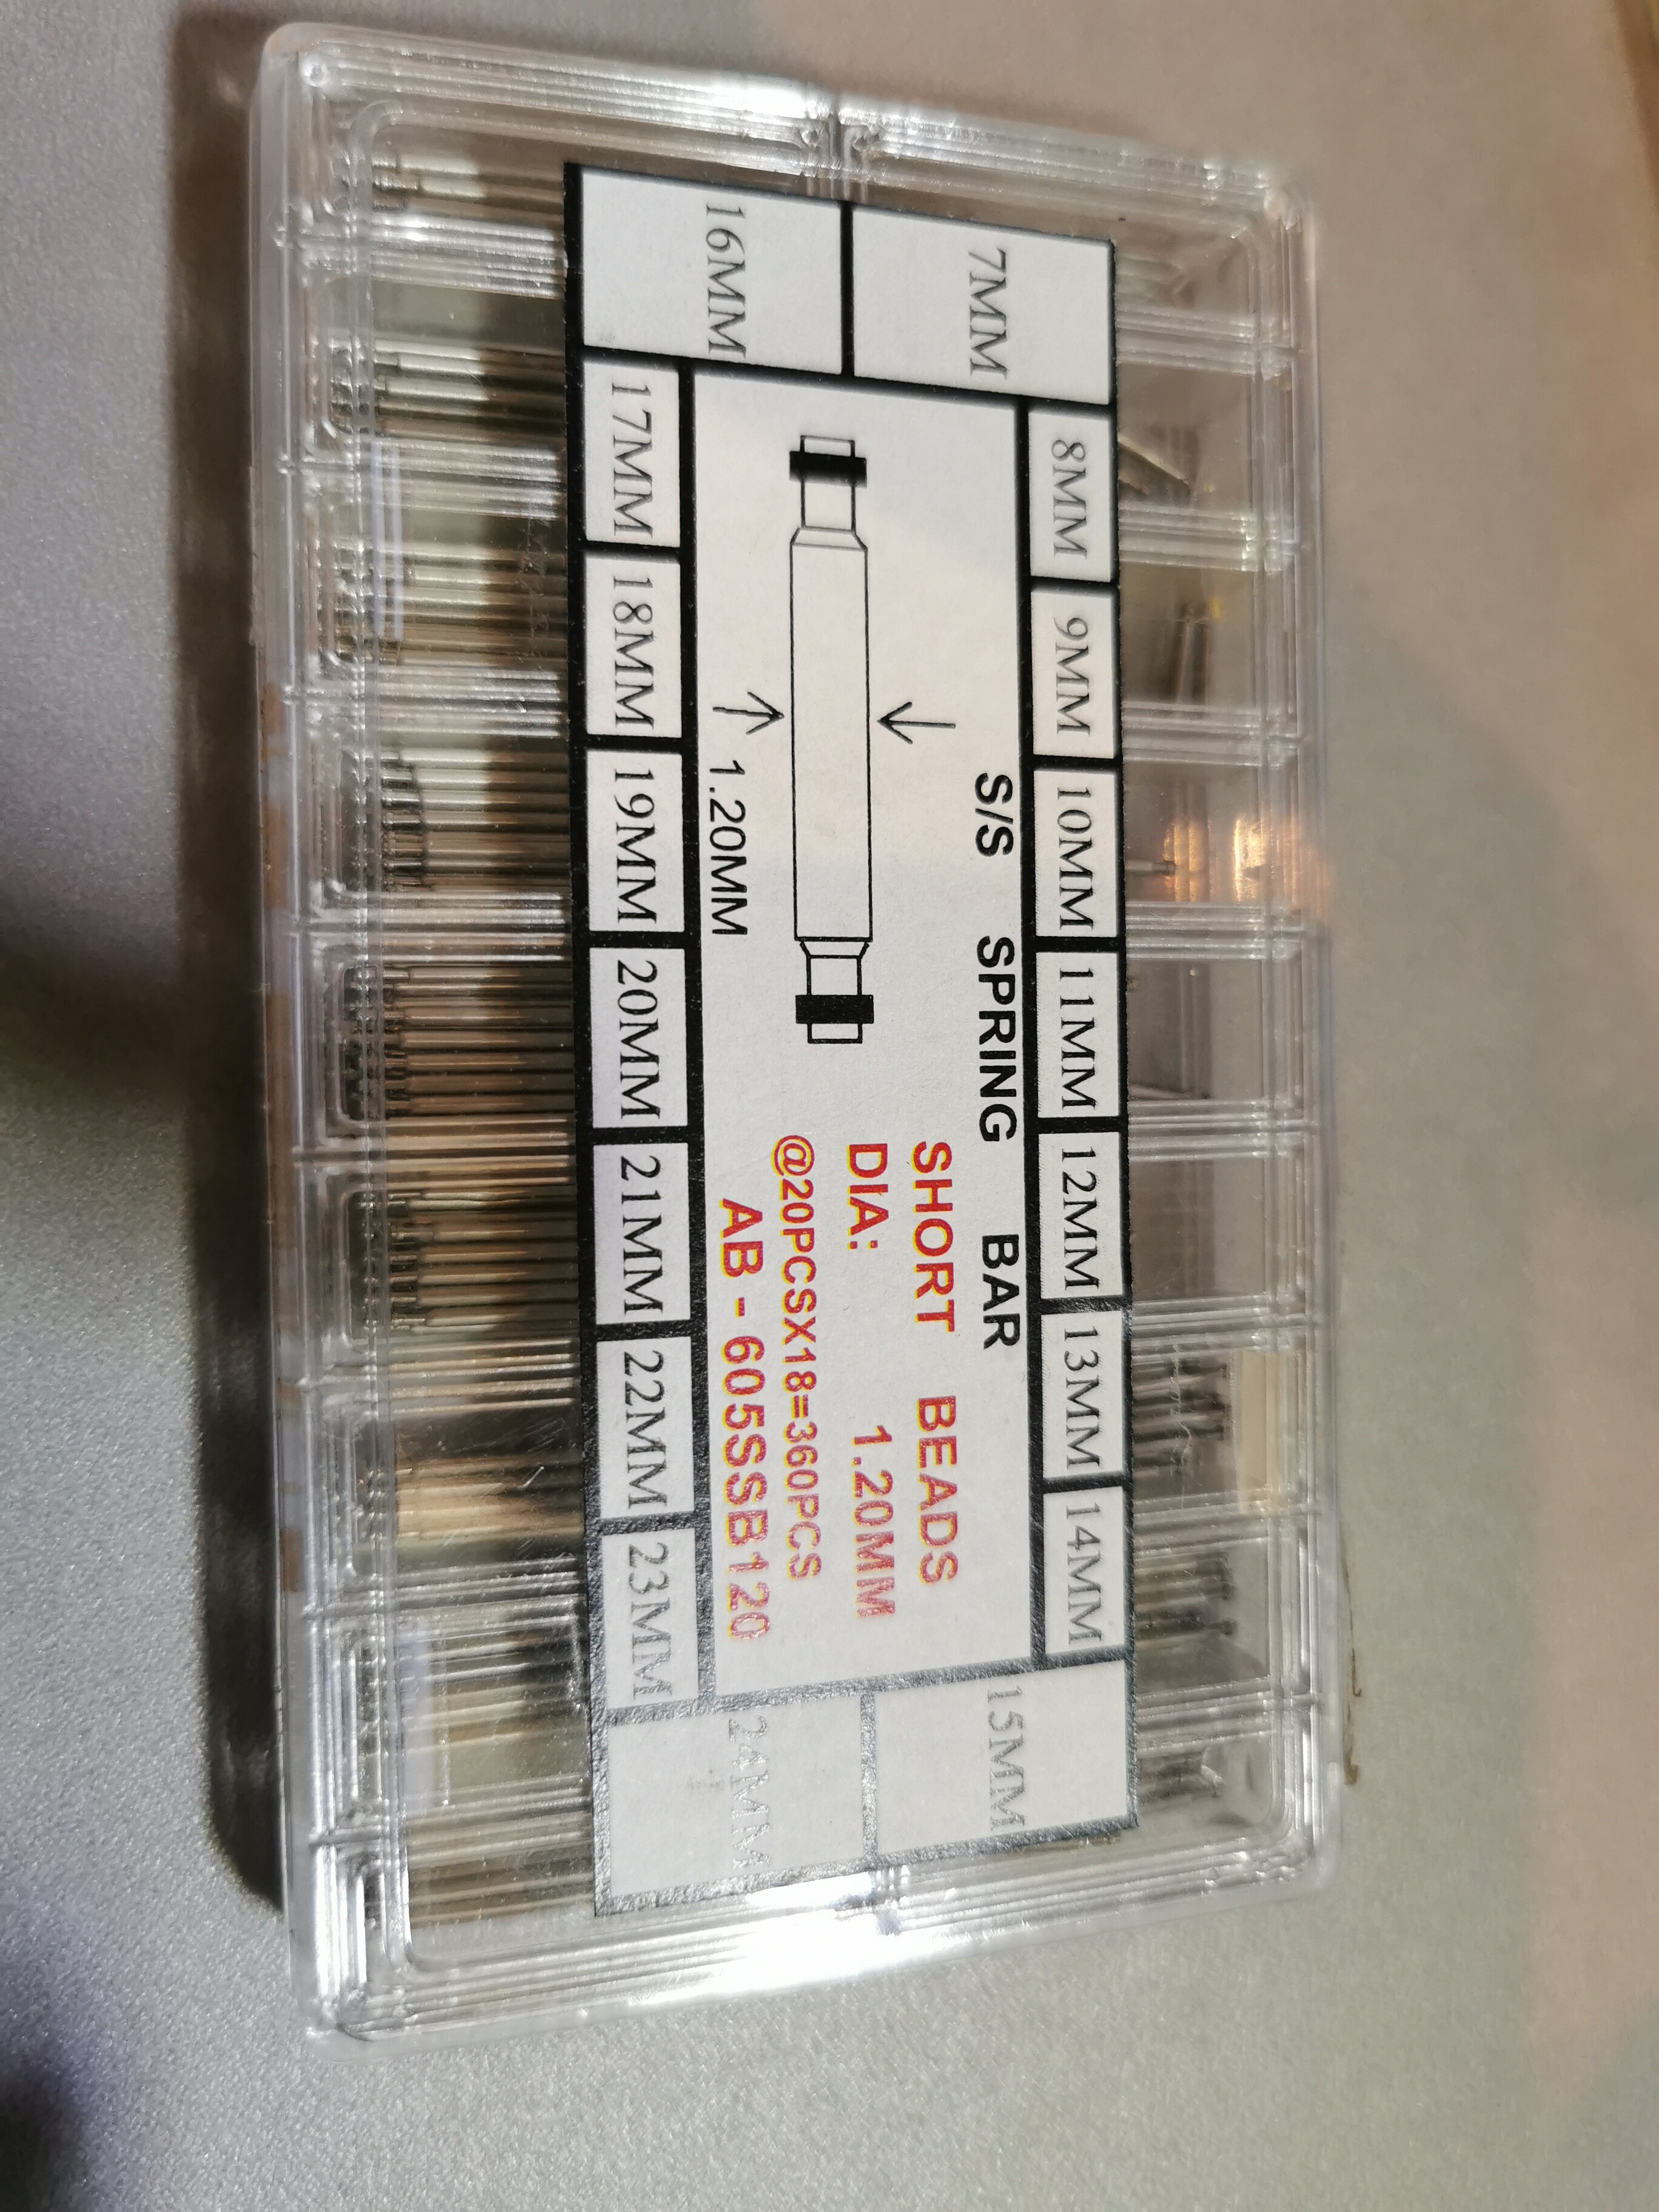 7MM 8MM 9MM 10MM 11MM 12MM 13MM 14MM 15MM
S/S SPRING BAR
SHORT BEADS
DIA: 1.20MM
@20PCSX18=360PCS
1.20MM
AB - 605SSB120
16MM 17MM 18MM 19MM 20MM 21MM 22MM 23MM 24MM